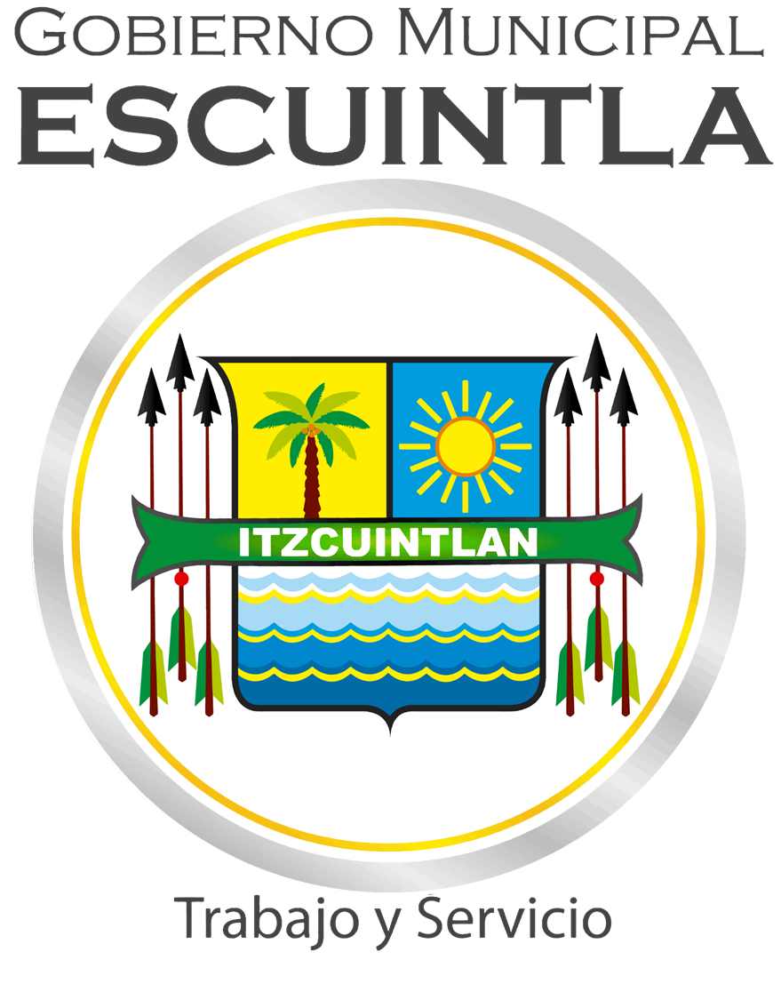 GOBIERNO MUNICIPAL
ESCUINTLA
ITZCUINTLAN
Trabajo y Servicio